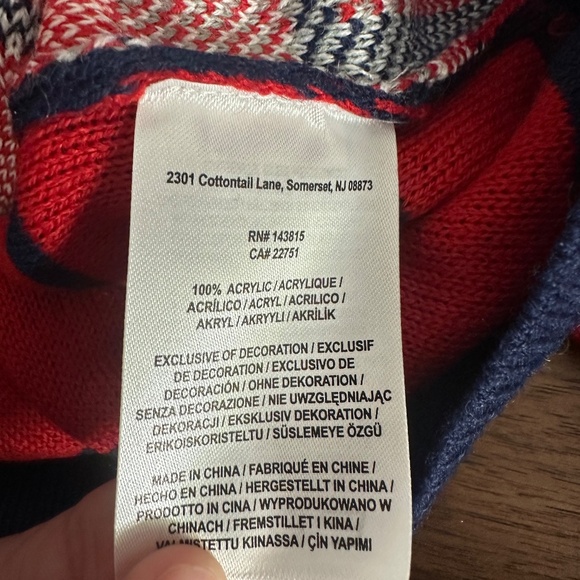 2301 Cottontail Lane, Somerset, NJ 08873
RN# 143815
CA# 22751
100% ACRYLIC / ACRYLIQUE /
ACRÍLICO / ACRYL / ACRILICO /
AKRYL / AKRYYLI / AKRİLİK
EXCLUSIVE OF DECORATION / EXCLUSIF
DE DECORATION / EXCLUSIVO DE
DECORACIÓN / OHNE DEKORATION /
SENZA DECORAZIONE / NIE UWZGLĘDNIAJĄC
DEKORACJI / EKSKLUSIV DEKORATION /
ERIKOISKORISTELTU / SÜSLEMEYE ÖZGÜ
MADE IN CHINA / FABRIQUÉ EN CHINE /
HECHO EN CHINA / HERGESTELLT IN CHINA /
PRODOTTO IN CINA / WYPRODUKOWANO W
CHINACH / FREMSTILLET I KINA /
VALMISTETTU KIINASSA / ÇİN YAPIMI